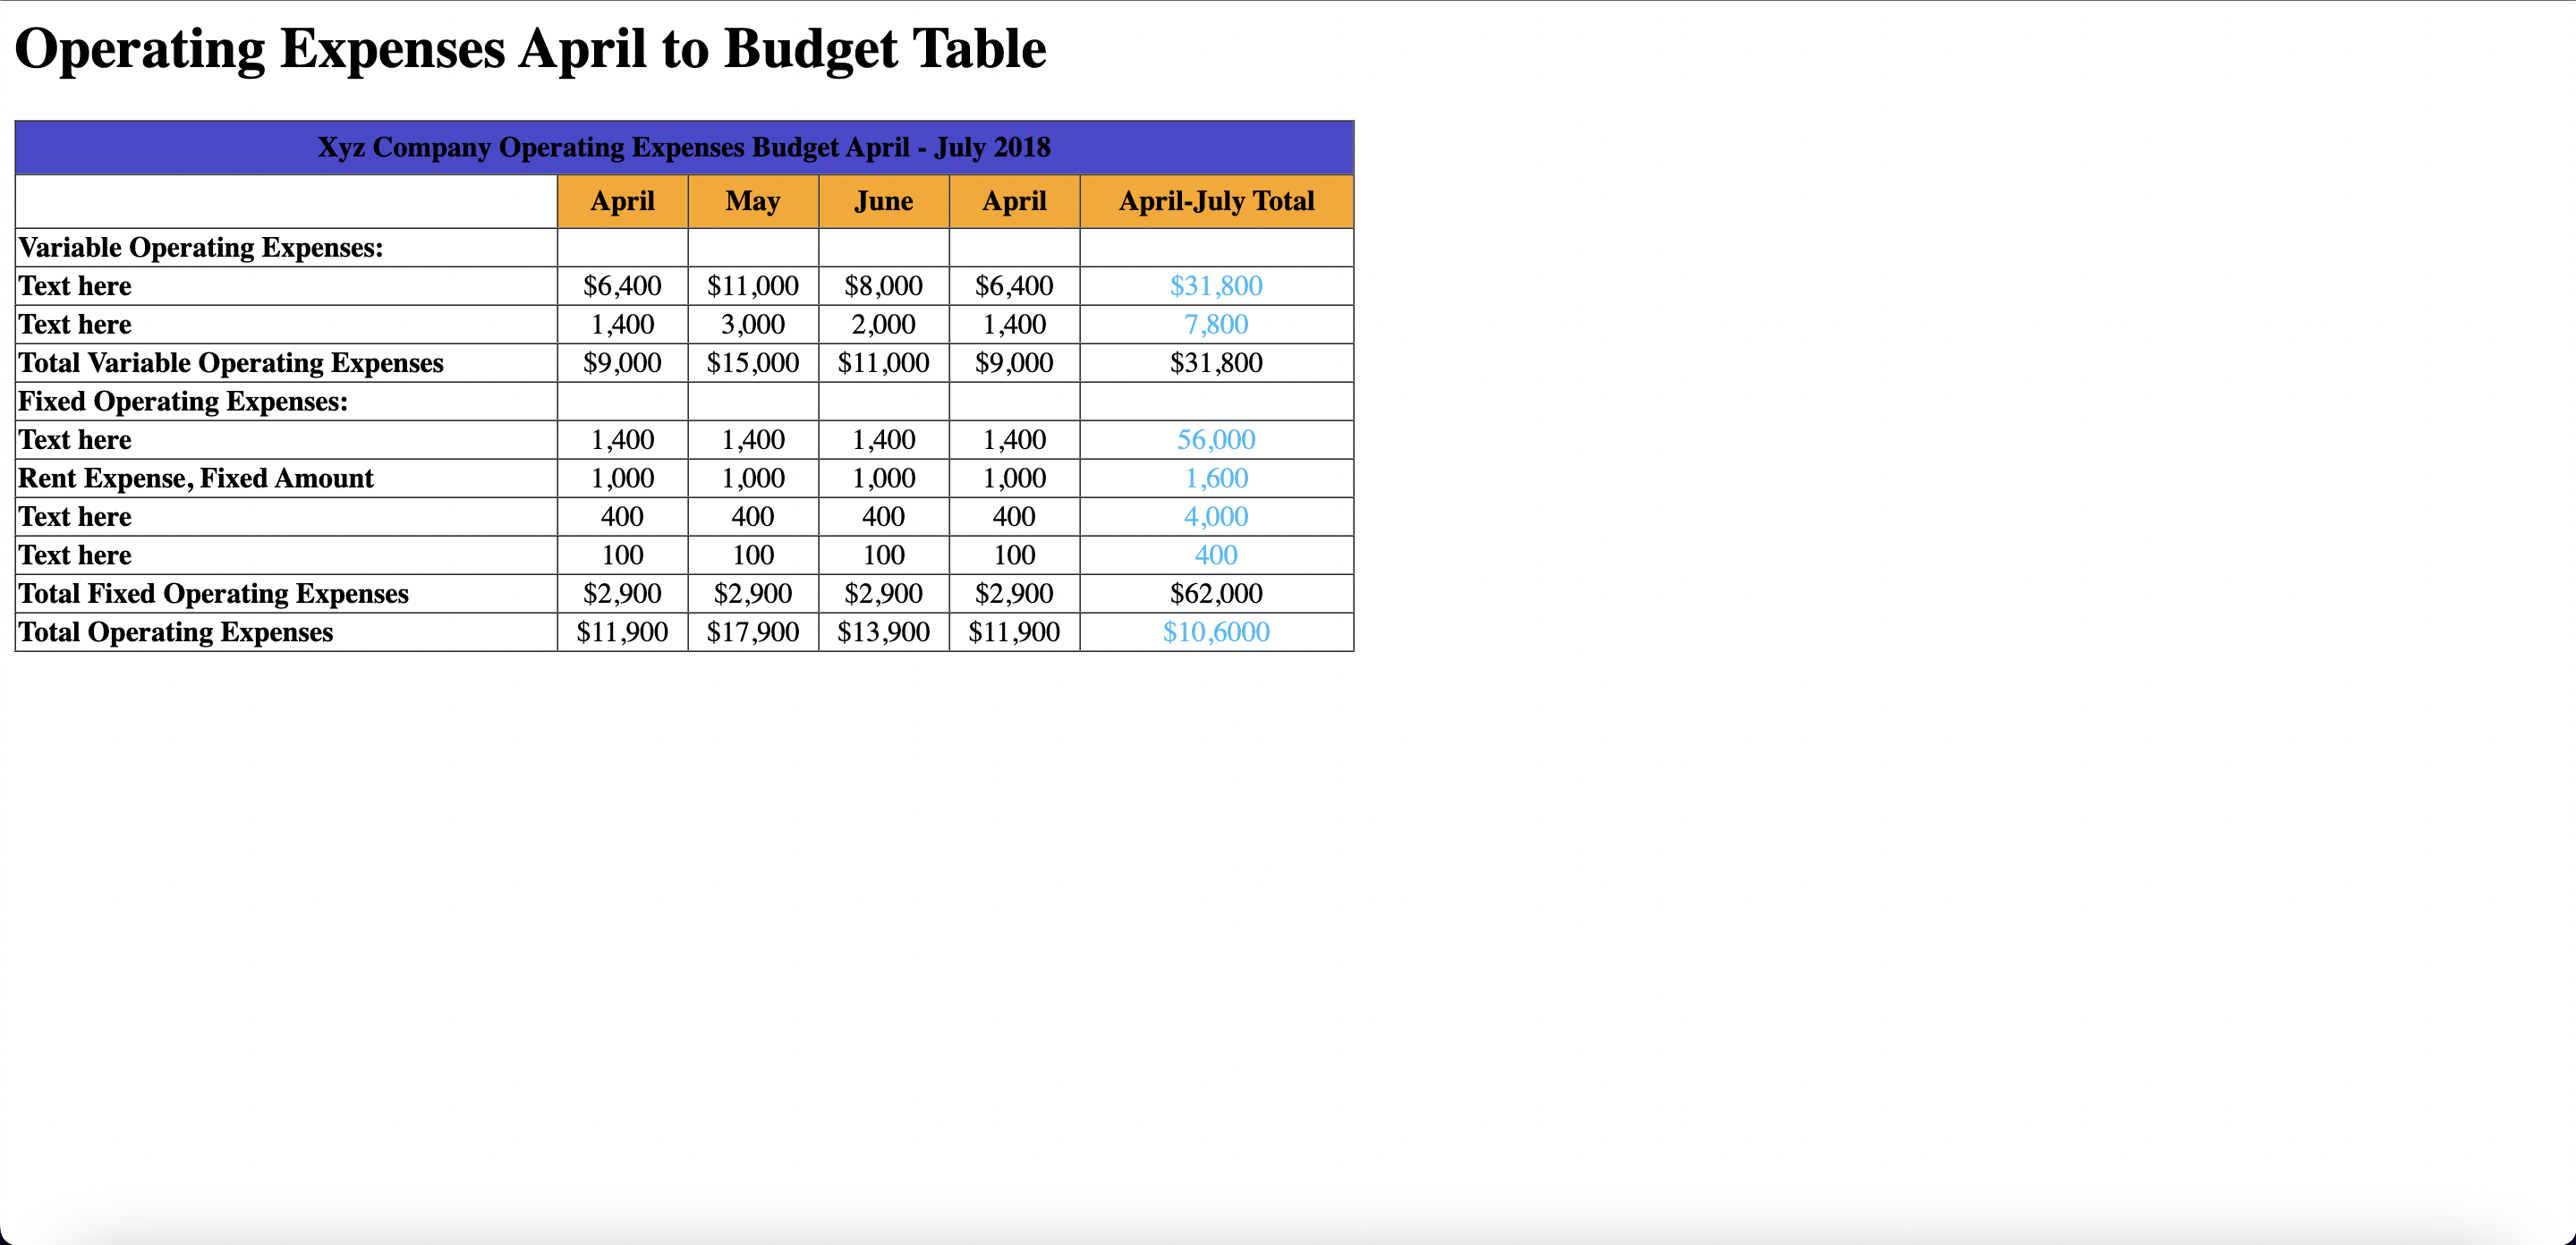 Operating Expenses April to Budget Table
Xyz Company Operating Expenses Budget April - July 2018
April May June April April-July Total
Variable Operating Expenses:
Text here $6,400 $11,000 $8,000 $6,400 $31,800
Text here 1,400 3,000 2,000 1,400 7,800
Total Variable Operating Expenses $9,000 $15,000 $11,000 $9,000 $31,800
Fixed Operating Expenses:
Text here 1,400 1,400 1,400 1,400 56,000
Rent Expense, Fixed Amount 1,000 1,000 1,000 1,000 1,600
Text here 400 400 400 400 4,000
Text here 100 100 100 100 400
Total Fixed Operating Expenses $2,900 $2,900 $2,900 $2,900 $62,000
Total Operating Expenses $11,900 $17,900 $13,900 $11,900 $10,6000